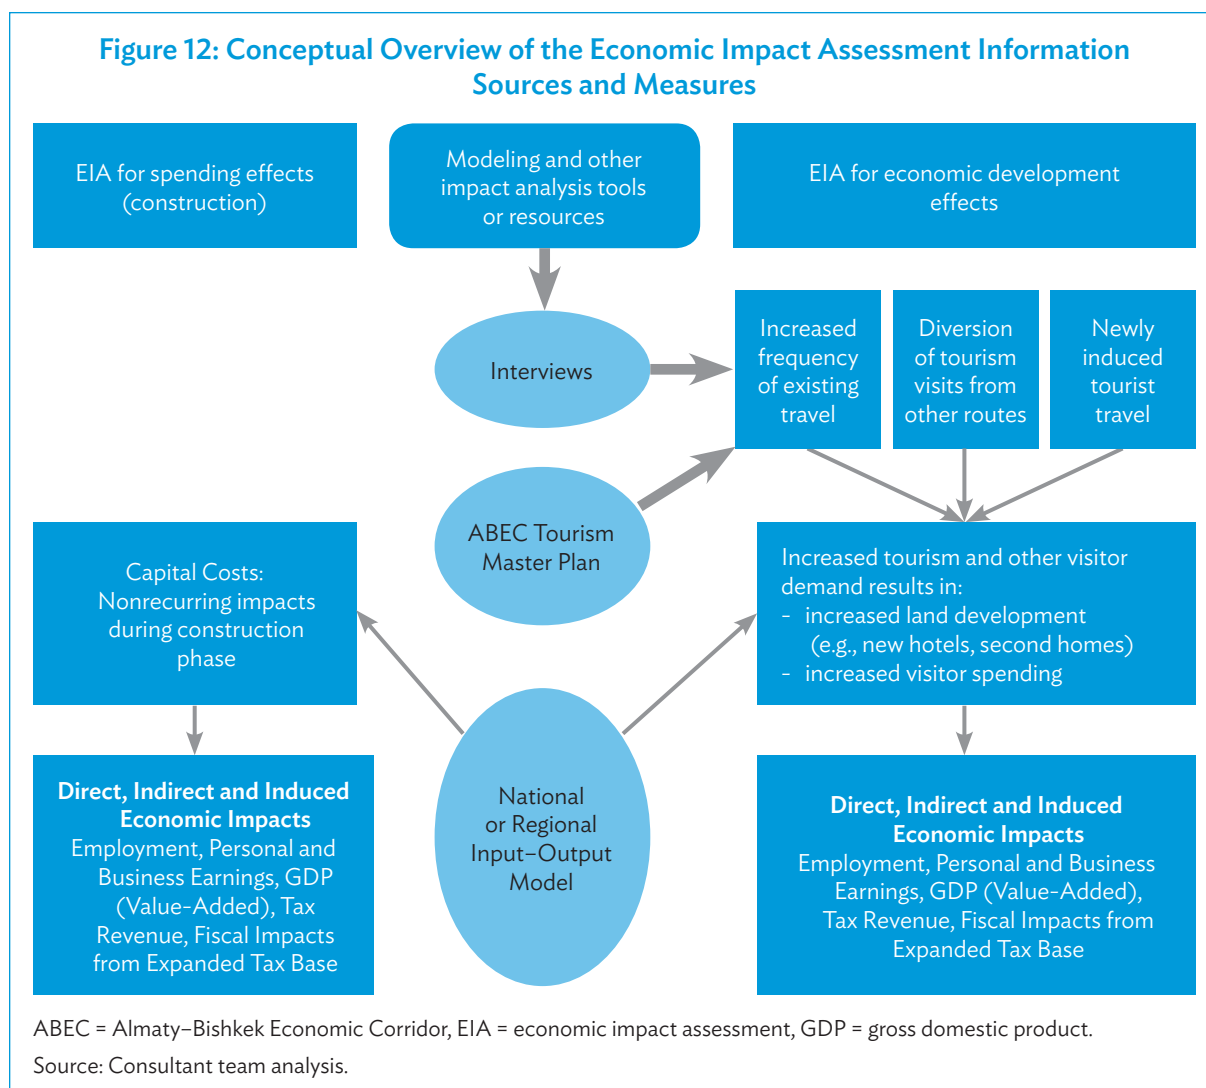 Figure 12: Conceptual Overview of the Economic Impact Assessment Information
Sources and Measures
EIA for spending effects
(construction)
Modeling and other
impact analysis tools
or resources
EIA for economic development
effects
Interviews
Increased
frequency
of existing
travel
Diversion
of tourism
visits from
other routes
Newly
induced
tourist
travel
ABEC Tourism
Master Plan
Capital Costs:
Nonrecurring impacts
during construction
phase
Increased tourism and other visitor
demand results in:
- increased land development
(e.g., new hotels, second homes)
- increased visitor spending
Direct, Indirect and Induced
Economic Impacts
Employment, Personal and
Business Earnings, GDP
(Value-Added), Tax
Revenue, Fiscal Impacts
from Expanded Tax Base
National
or Regional
Input–Output
Model
Direct, Indirect and Induced
Economic Impacts
Employment, Personal and Business
Earnings, GDP (Value-Added),
Tax Revenue, Fiscal Impacts from
Expanded Tax Base
ABEC = Almaty–Bishkek Economic Corridor, EIA = economic impact assessment, GDP = gross domestic product.
Source: Consultant team analysis.